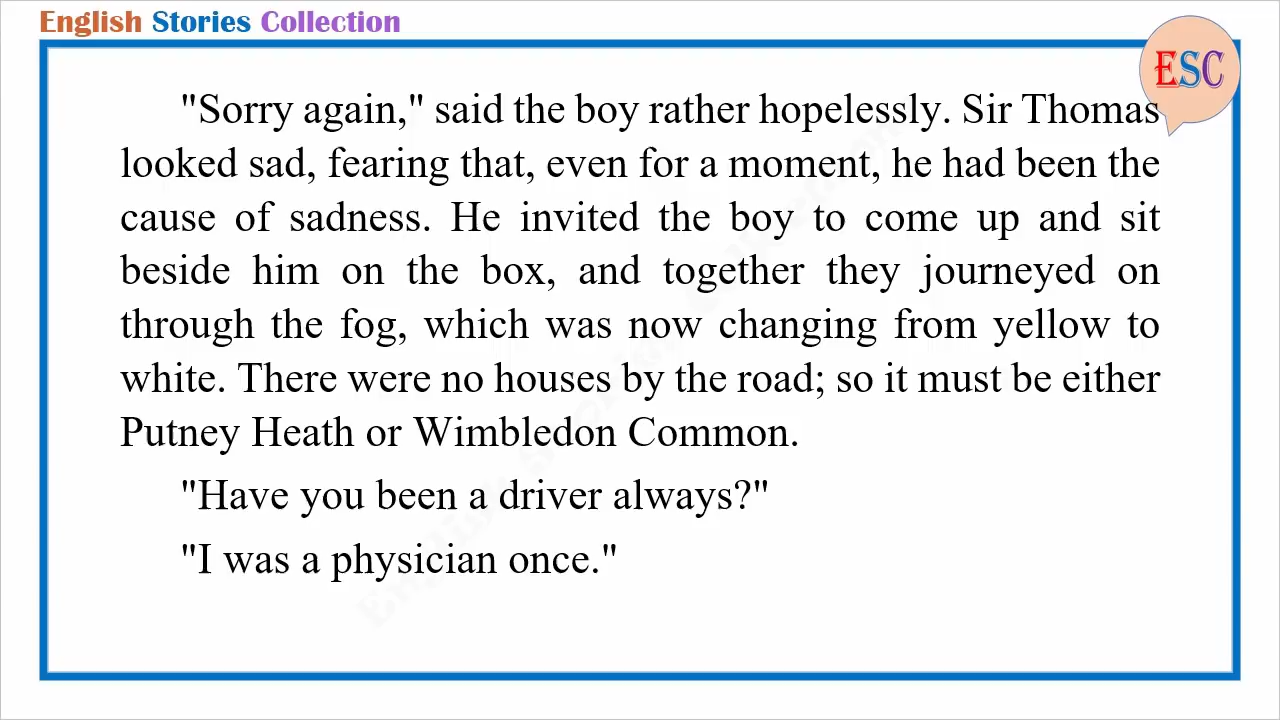 English Stories Collection
ESC
"Sorry again," said the boy rather hopelessly. Sir Thomas
looked sad, fearing that, even for a moment, he had been the
cause of sadness. He invited the boy to come up and sit
beside him on the box, and together they journeyed on
through the fog, which was now changing from yellow to
white. There were no houses by the road; so it must be either
Putney Heath or Wimbledon Common.
"Have you been a driver always?"
"I was a physician once."